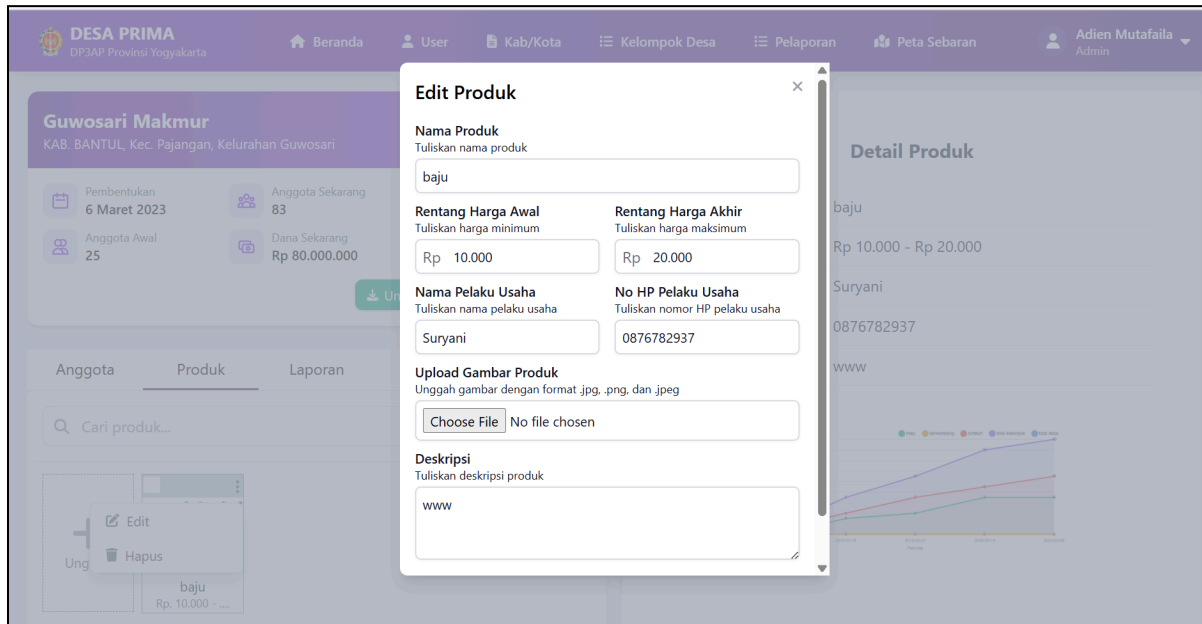 DESA PRIMA
DP3AP Provinsi Yogyakarta
Beranda
User
Kab/Kota
Kelompok Desa
Pelaporan
Peta Sebaran
Adien Mutafaila
Admin
Guwosari Makmur
KAB. BANTUL, Kec. Pajangan, Kelurahan Guwosari
Pembentukan
6 Maret 2023
Anggota Sekarang
83
Anggota Awal
25
Dana Sekarang
Rp 80.000.000
Un
Anggota
Produk
Laporan
Cari produk...
Edit
Hapus
Ung
baju
Rp. 10.000 - ...
Edit Produk
×
Nama Produk
Tuliskan nama produk
baju
Rentang Harga Awal
Tuliskan harga minimum
Rp 10.000
Rentang Harga Akhir
Tuliskan harga maksimum
Rp 20.000
Nama Pelaku Usaha
Tuliskan nama pelaku usaha
Suryani
No HP Pelaku Usaha
Tuliskan nomor HP pelaku usaha
0876782937
Upload Gambar Produk
Unggah gambar dengan format .jpg, .png, dan .jpeg
Choose File No file chosen
Deskripsi
Tuliskan deskripsi produk
www
Detail Produk
baju
Rp 10.000 - Rp 20.000
Suryani
0876782937
www